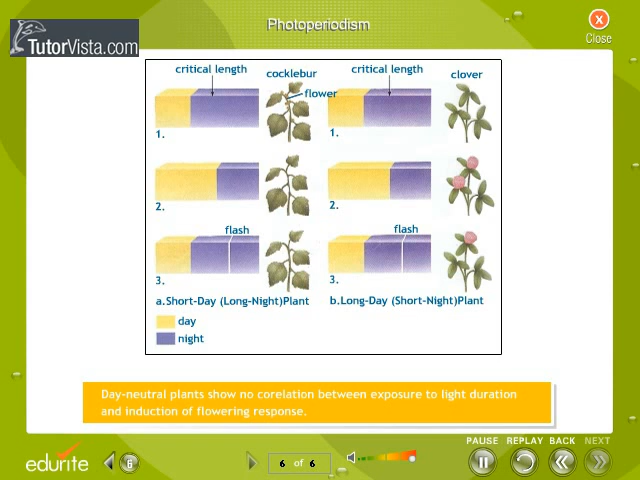 Photoperiodism
TutorVista.com
X
Close
critical length
cocklebur
critical length
clover
flower
1.
1.
2.
2.
flash
flash
3.
3.
a.Short-Day (Long-Night)Plant
b.Long-Day (Short-Night)Plant
day
night
Day-neutral plants show no corelation between exposure to light duration
and induction of flowering response.
PAUSE REPLAY BACK NEXT
edurite
6
6 of 6